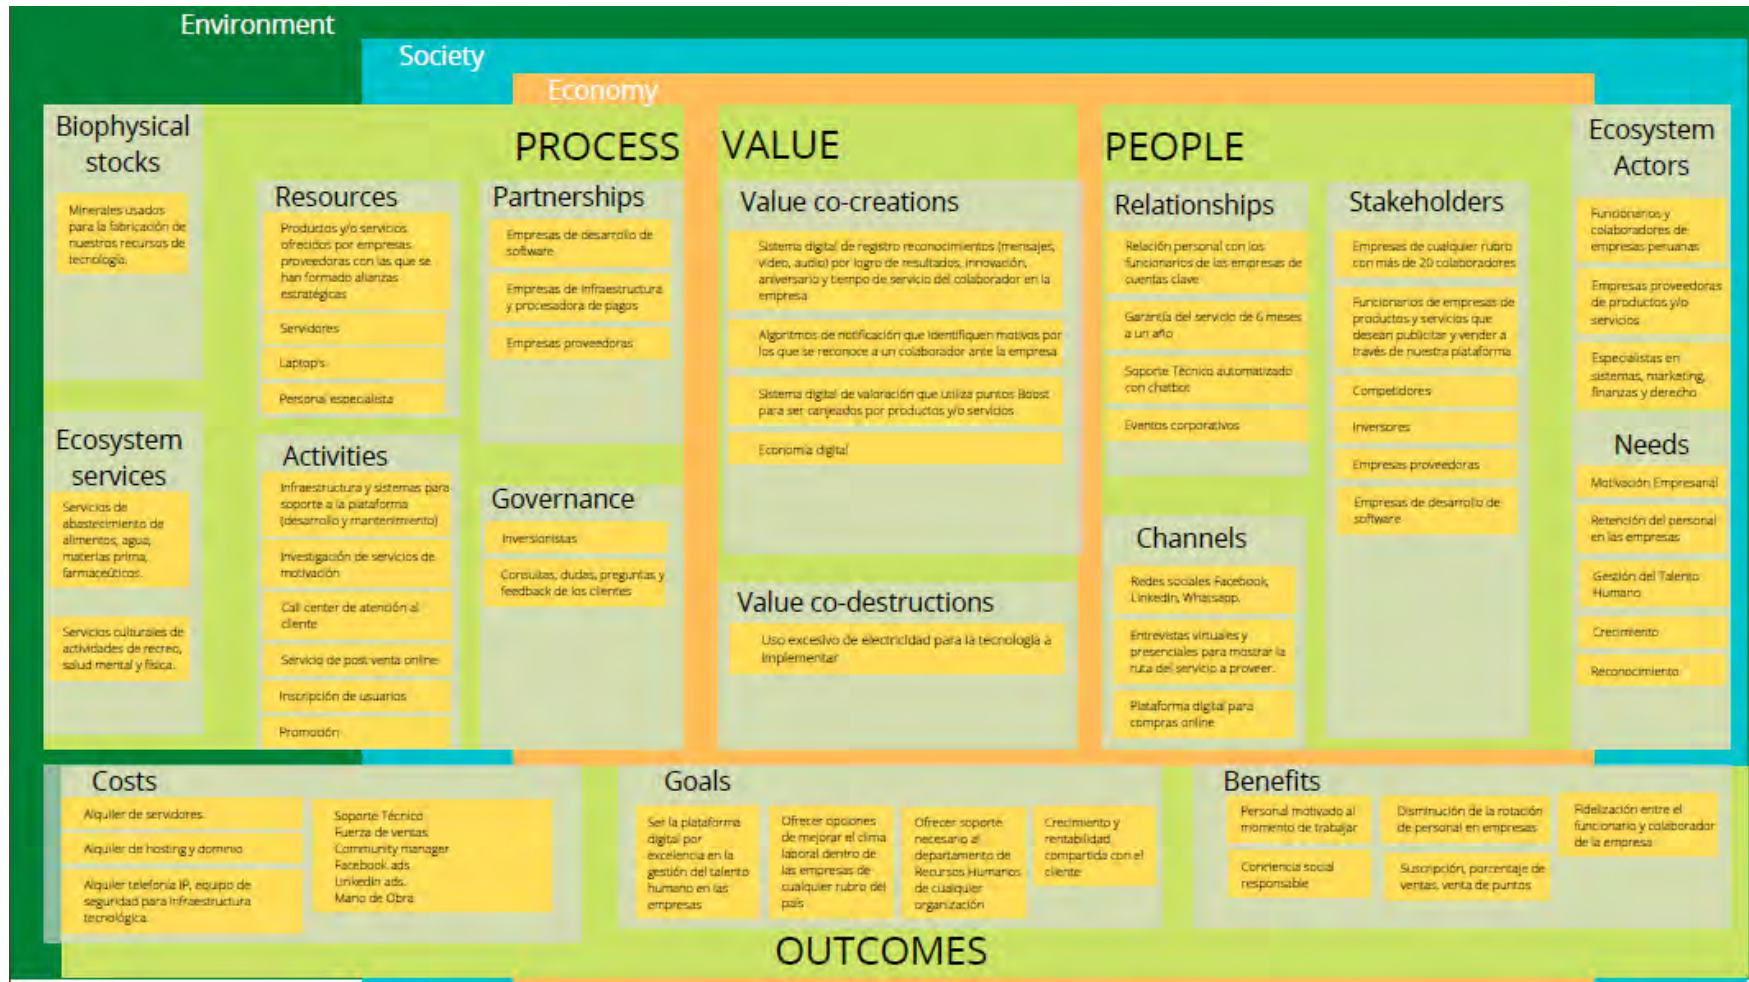 Environment
Society
Economy
Biophysical
stocks
Minerales usados
para la fabricación de
nuestros recursos de
tecnología.
Ecosystem
services
Servicios de
abastecimiento de
alimentos, agua,
materias prima,
farmaceúticos.
Servicios culturales de
actividades de recreo,
salud mental y física.
PROCESS
Resources
Productos y/o servicios
ofrecidos por empresas
proveedoras con las que se
han formado alianzas
estratégicas
Servidores
Laptop's
Personal especialista
Activities
Infraestructura y sistemas para
soporte a la plataforma
(desarrollo y mantenimiento)
Investigación de servicios de
motivación
Call center de atención al
cliente
Servicio de post venta online
Inscripción de usuarios
Promoción
Partnerships
Empresas de desarrollo de
software
Empresas de infraestructura
y procesadora de pagos
Empresas proveedoras
Governance
Inversionistas
Consultas, dudas, preguntas y
feedback de los clientes
VALUE
Value co-creations
Sistema digital de registro reconocimientos (mensajes,
video, audio) por logro de resultados, innovación,
aniversario y tiempo de servicio del colaborador en la
empresa
Algoritmos de notificación que identifiquen motivos por
los que se reconoce a un colaborador ante la empresa
Sistema digital de valoración que utiliza puntos Boost
para ser canjeados por productos y/o servicios
Economía digital
Value co-destructions
Uso excesivo de electricidad para la tecnología a
implementar
PEOPLE
Relationships
Relación personal con los
funcionarios de las empresas de
cuentas clave
Garantía del servicio de 6 meses
a un año
Soporte Técnico automatizado
con chatbot
Eventos corporativos
Channels
Redes sociales Facebook,
LinkedIn, Whatsapp.
Entrevistas virtuales y
presenciales para mostrar la
ruta del servicio a proveer.
Plataforma digital para
compras online
Stakeholders
Empresas de cualquier rubro
con más de 20 colaboradores
Funcionarios de empresas de
productos y servicios que
desean publicitar y vender a
través de nuestra plataforma
Competidores
Inversores
Empresas proveedoras
Empresas de desarrollo de
software
Ecosystem
Actors
Funcionarios y
colaboradores de
empresas peruanas
Empresas proveedoras
de productos y/o
servicios
Especialistas en
sistemas, marketing,
finanzas y derecho
Needs
Motivación Empresarial
Retención del personal
en las empresas
Gestión del Talento
Humano
Crecimiento
Reconocimiento
Costs
Alquiler de servidores.
Alquiler de hosting y dominio
Alquiler telefonía IP, equipo de
seguridad para infraestructura
tecnológica.
Soporte Técnico
Fuerza de ventas
Community manager
Facebook ads
Linkedin ads.
Mano de Obra
Goals
Ser la plataforma
digital por
excelencia en la
gestión del talento
humano en las
empresas
Ofrecer opciones
de mejorar el clima
laboral dentro de
las empresas de
cualquier rubro del
país
Ofrecer soporte
necesario al
departamento de
Recursos Humanos
de cualquier
organización
Crecimiento y
rentabilidad
compartida con el
cliente
Benefits
Personal motivado al
momento de trabajar
Conciencia social
responsable
Disminución de la rotación
de personal en empresas
Suscripción, porcentaje de
ventas, venta de puntos
Fidelización entre el
funcionario y colaborador
de la empresa
OUTCOMES